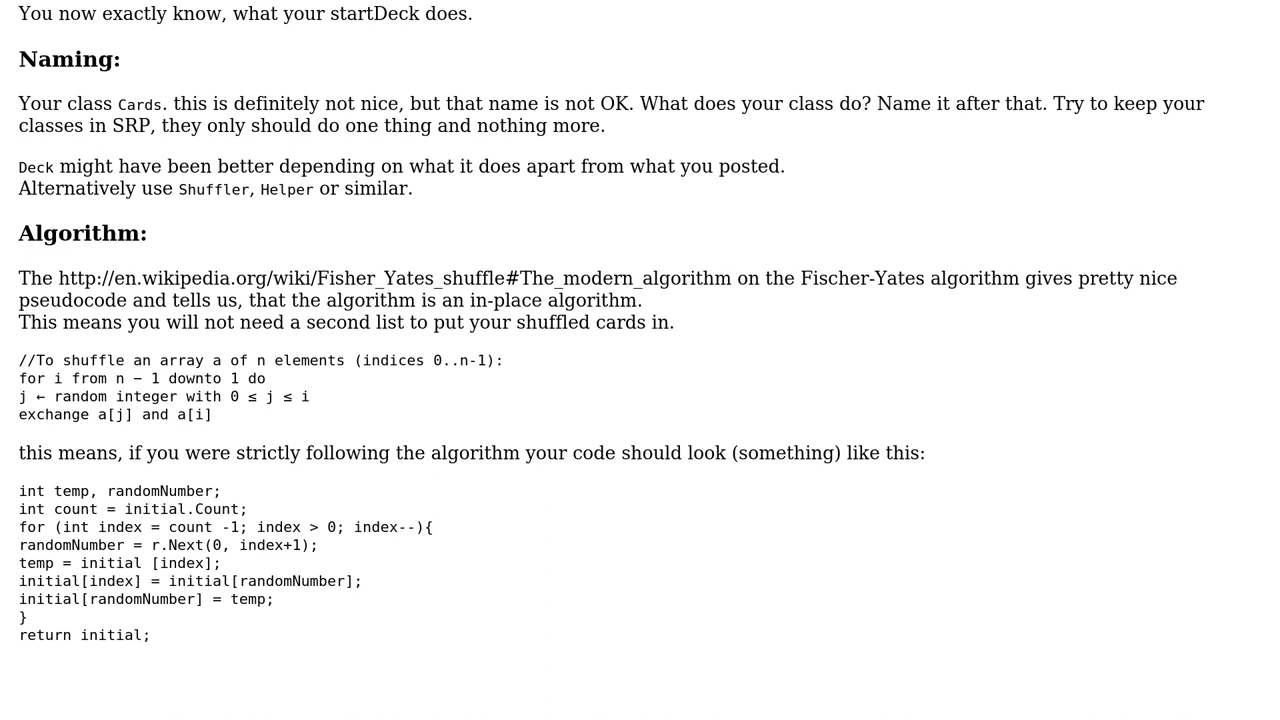 You now exactly know, what your startDeck does.
Naming:
Your class Cards. this is definitely not nice, but that name is not OK. What does your class do? Name it after that. Try to keep your
classes in SRP, they only should do one thing and nothing more.
Deck might have been better depending on what it does apart from what you posted.
Alternatively use Shuffler, Helper or similar.
Algorithm:
The http://en.wikipedia.org/wiki/Fisher_Yates_shuffle#The_modern_algorithm on the Fischer-Yates algorithm gives pretty nice
pseudocode and tells us, that the algorithm is an in-place algorithm.
This means you will not need a second list to put your shuffled cards in.
//To shuffle an array a of n elements (indices 0..n-1):
for i from n − 1 downto 1 do
j ← random integer with 0 ≤ j ≤ i
exchange a[j] and a[i]
this means, if you were strictly following the algorithm your code should look (something) like this:
int temp, randomNumber;
int count = initial.Count;
for (int index = count -1; index > 0; index--){
randomNumber = r.Next(0, index+1);
temp = initial [index];
initial[index] = initial[randomNumber];
initial[randomNumber] = temp;
}
return initial;